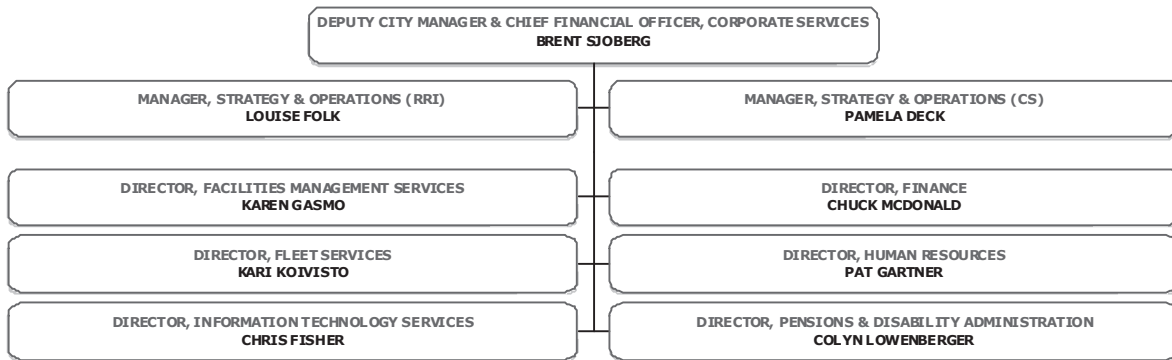 DEPUTY CITY MANAGER & CHIEF FINANCIAL OFFICER, CORPORATE SERVICES
BRENT SJOBERG
MANAGER, STRATEGY & OPERATIONS (RRI)
LOUISE FOLK
MANAGER, STRATEGY & OPERATIONS (CS)
PAMELA DECK
DIRECTOR, FACILITIES MANAGEMENT SERVICES
KAREN GASMO
DIRECTOR, FINANCE
CHUCK MCDONALD
DIRECTOR, FLEET SERVICES
KARI KOIVISTO
DIRECTOR, HUMAN RESOURCES
PAT GARTNER
DIRECTOR, INFORMATION TECHNOLOGY SERVICES
CHRIS FISHER
DIRECTOR, PENSIONS & DISABILITY ADMINISTRATION
COLYN LOWENBERGER